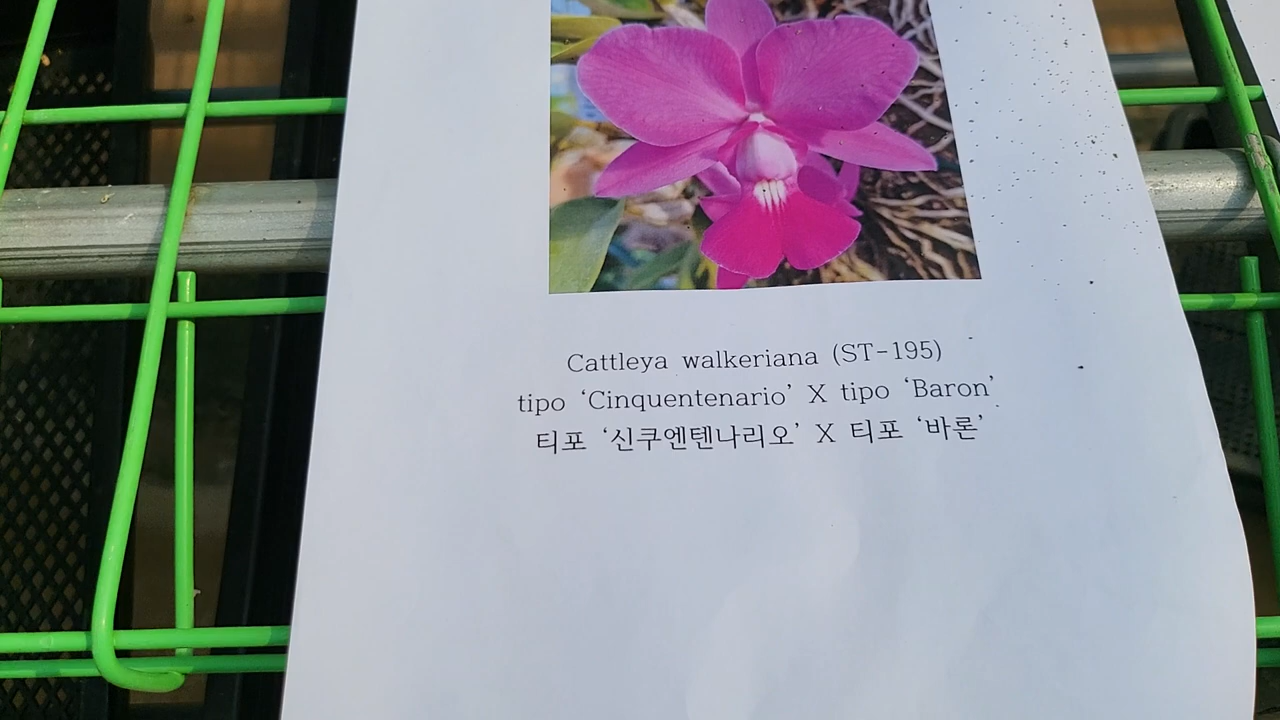 Cattleya walkeriana (ST-195)
tipo ‘Cinquentenario’ X tipo ‘Baron’
티포 ‘신쿠엔텐나리오’ X 티포 ‘바론’